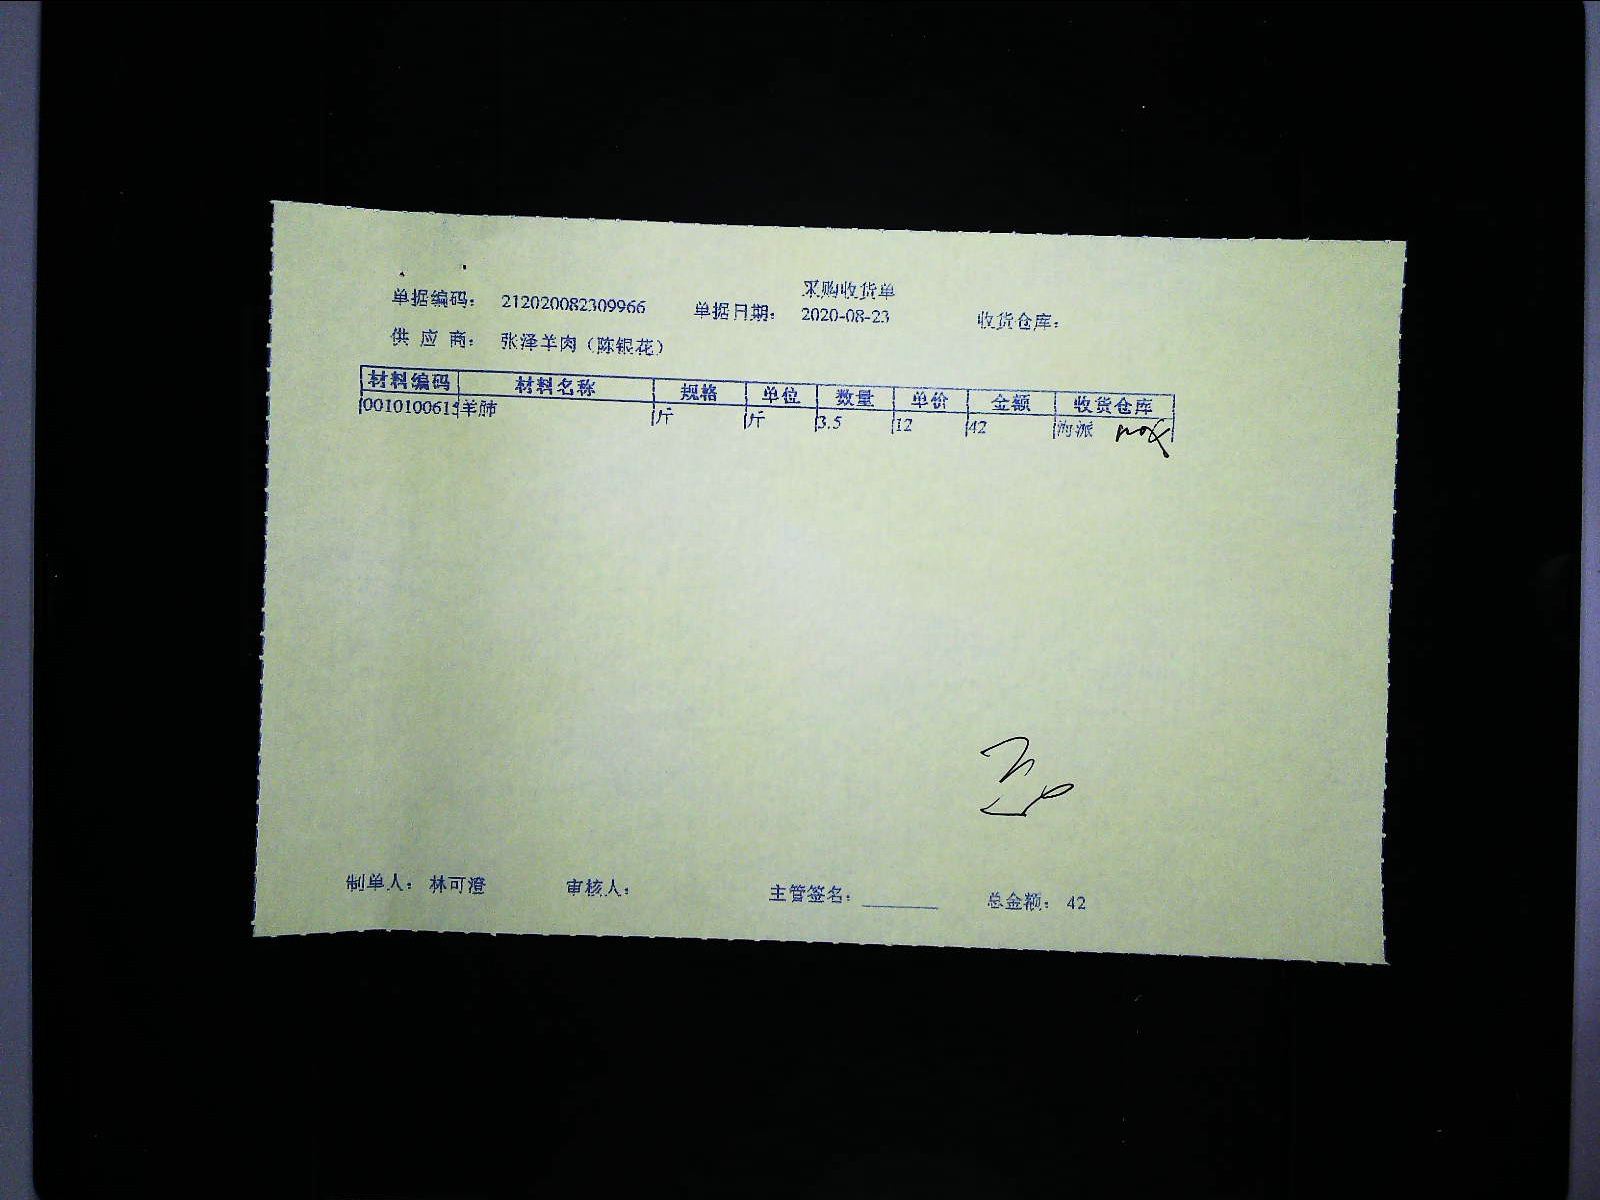 采购收货单
单据编码： 212020082309966 单据日期： 2020-08-23 收货仓库：
供 应 商： 张泽羊肉（陈银花）
材料编码 材料名称 规格 单位 数量 单价 金额 收货仓库
001010061 羊肺 斤 斤 3.5 12 42 海派
制单人： 林可澄 审核人： 主管签名：________ 总金额： 42